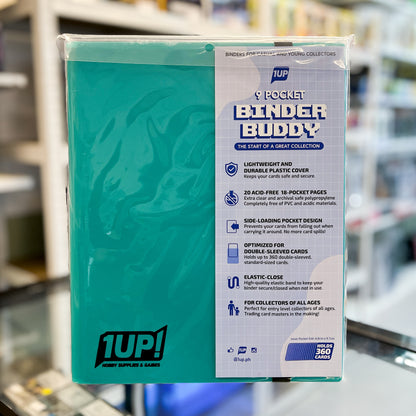 BINDERS FOR CASUAL AND YOUNG COLLECTORS
1UP
9 POCKET
BINDER
BUDDY
THE START OF A GREAT COLLECTION
LIGHTWEIGHT AND
DURABLE PLASTIC COVER
Keeps your cards safe and secure.
20 ACID-FREE 18-POCKET PAGES
Extra clear and archival safe polypropylene
Completely free of PVC and acidic materials.
SIDE-LOADING POCKET DESIGN
Prevents your cards from falling out when
carrying it around. No more card spills!
OPTIMIZED FOR
DOUBLE-SLEEVED CARDS
Holds up to 360 double-sleeved,
standard-sized cards.
ELASTIC-CLOSE
High-quality elastic band to keep your
binder secure/closed when not in use.
FOR COLLECTORS OF ALL AGES
Perfect for entry level collectors of all ages.
Trading card masters in the making!
1UP
@1up.ph
HOLDS
360
CARDS
1UP!
HOBBY SUPPLIES & GAMES